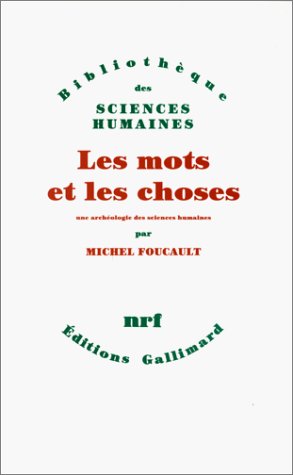 Bibliothèque
des
SCIENCES
HUMAINES
Les mots
et les choses
une archéologie des sciences humaines
par
MICHEL FOUCAULT
nrf
Éditions Gallimard